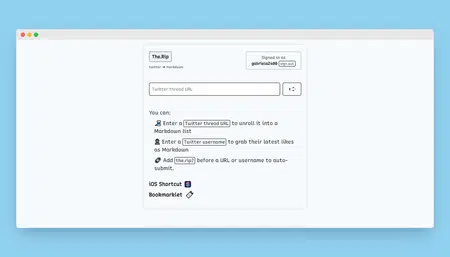 The.Rip
twitter → markdown
Signed in as
gabriela2400 sign out
Twitter thread URL
You can:
Enter a Twitter thread URL to unroll it into a
Markdown list
Enter a Twitter username to grab their latest likes
as Markdown
Add the.rip/ before a URL or username to auto-
submit.
iOS Shortcut
Bookmarklet